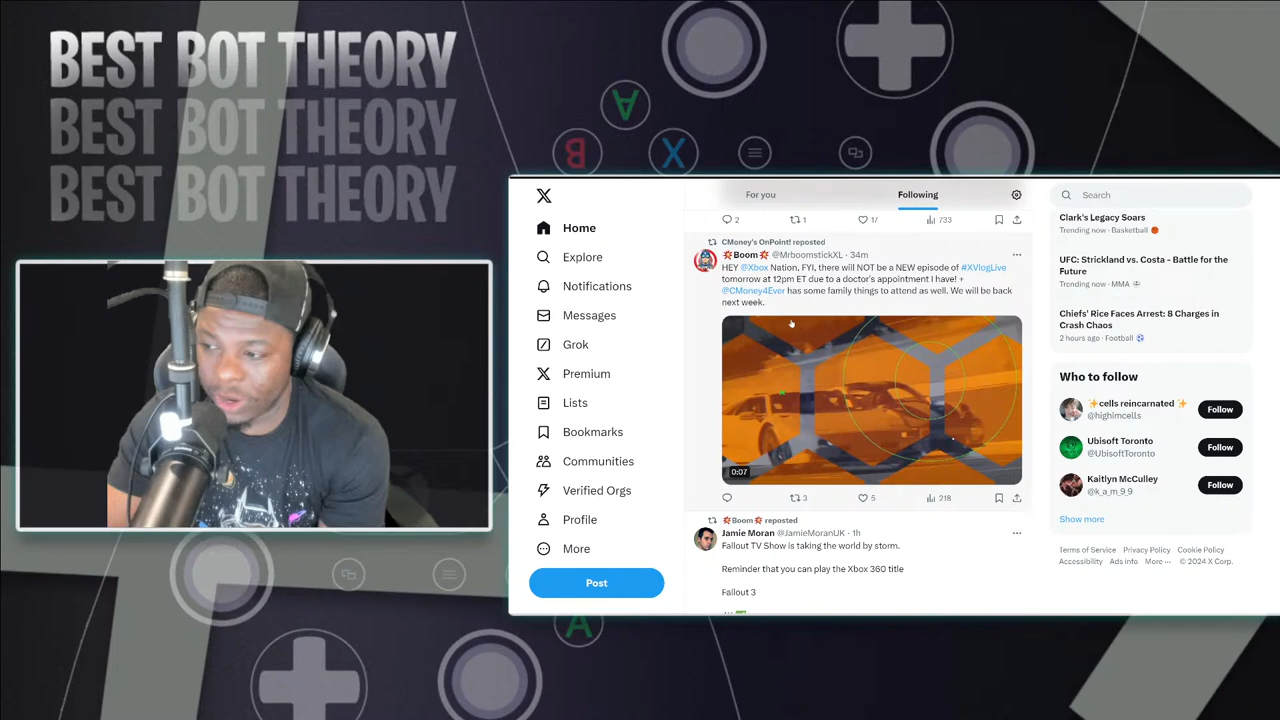 BEST BOT THEORY
BEST BOT THEORY
BEST BOT THEORY
A
B
X
X
Home
Explore
Notifications
Messages
Grok
Premium
Lists
Bookmarks
Communities
Verified Orgs
Profile
More
Post
For you
Following
2
1
17
733
CMoney's OnPoint! reposted
💥Boom💥 @MrboomstickXL · 34m
HEY @Xbox Nation, FYI, there will NOT be a NEW episode of #XVlogLive
tomorrow at 12pm ET due to a doctor's appointment I have! +
@CMoney4Ever has some family things to attend as well. We will be back
next week.
0:07
3
5
218
💥Boom💥 reposted
Jamie Moran @JamieMoranUK · 1h
Fallout TV Show is taking the world by storm.
Reminder that you can play the Xbox 360 title
Fallout 3
Search
Clark's Legacy Soars
Trending now · Basketball 🏀
UFC: Strickland vs. Costa - Battle for the
Future
Trending now · MMA
Chiefs' Rice Faces Arrest: 8 Charges in
Crash Chaos
2 hours ago · Football
Who to follow
✨cells reincarnated ✨
@highimcells
Follow
Ubisoft Toronto
@UbisoftToronto
Follow
Kaitlyn McCulley
@k_a_m_9_9
Follow
Show more
Terms of Service Privacy Policy Cookie Policy
Accessibility Ads info More ··· © 2024 X Corp.
A